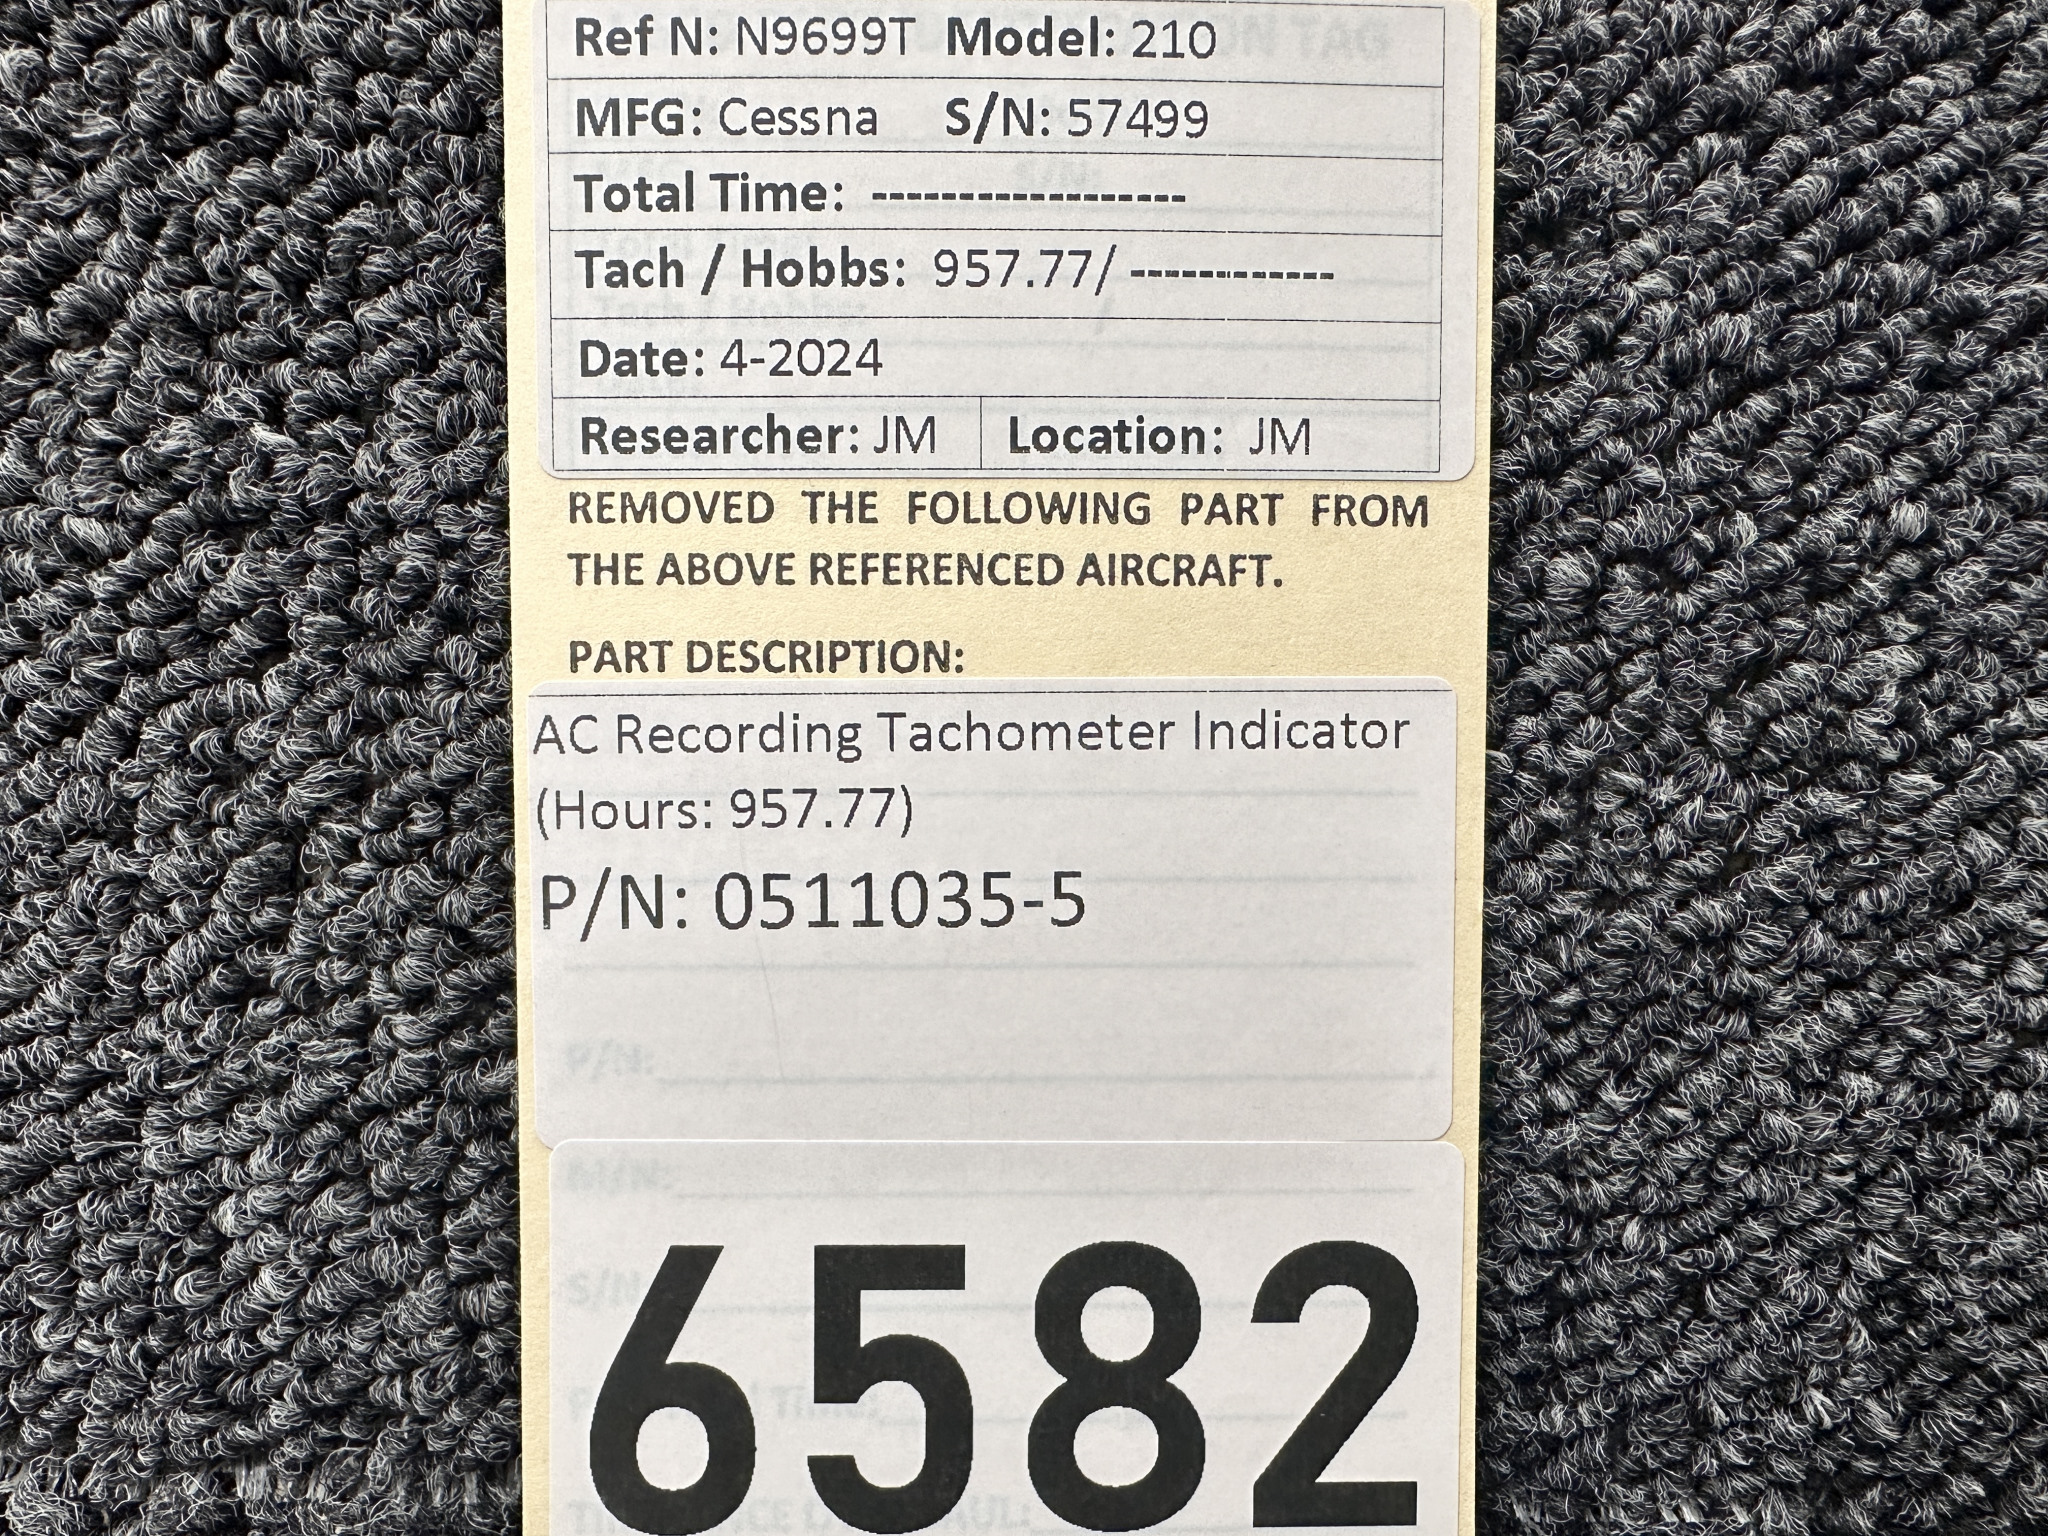 Ref N: N9699T Model: 210
MFG: Cessna S/N: 57499
Total Time: ------------------
Tach / Hobbs: 957.77/ ------------
Date: 4-2024
Researcher: JM Location: JM
REMOVED THE FOLLOWING PART FROM
THE ABOVE REFERENCED AIRCRAFT.
PART DESCRIPTION:
AC Recording Tachometer Indicator
(Hours: 957.77)
P/N: 0511035-5
P/N:
M/N:
S/N
6582